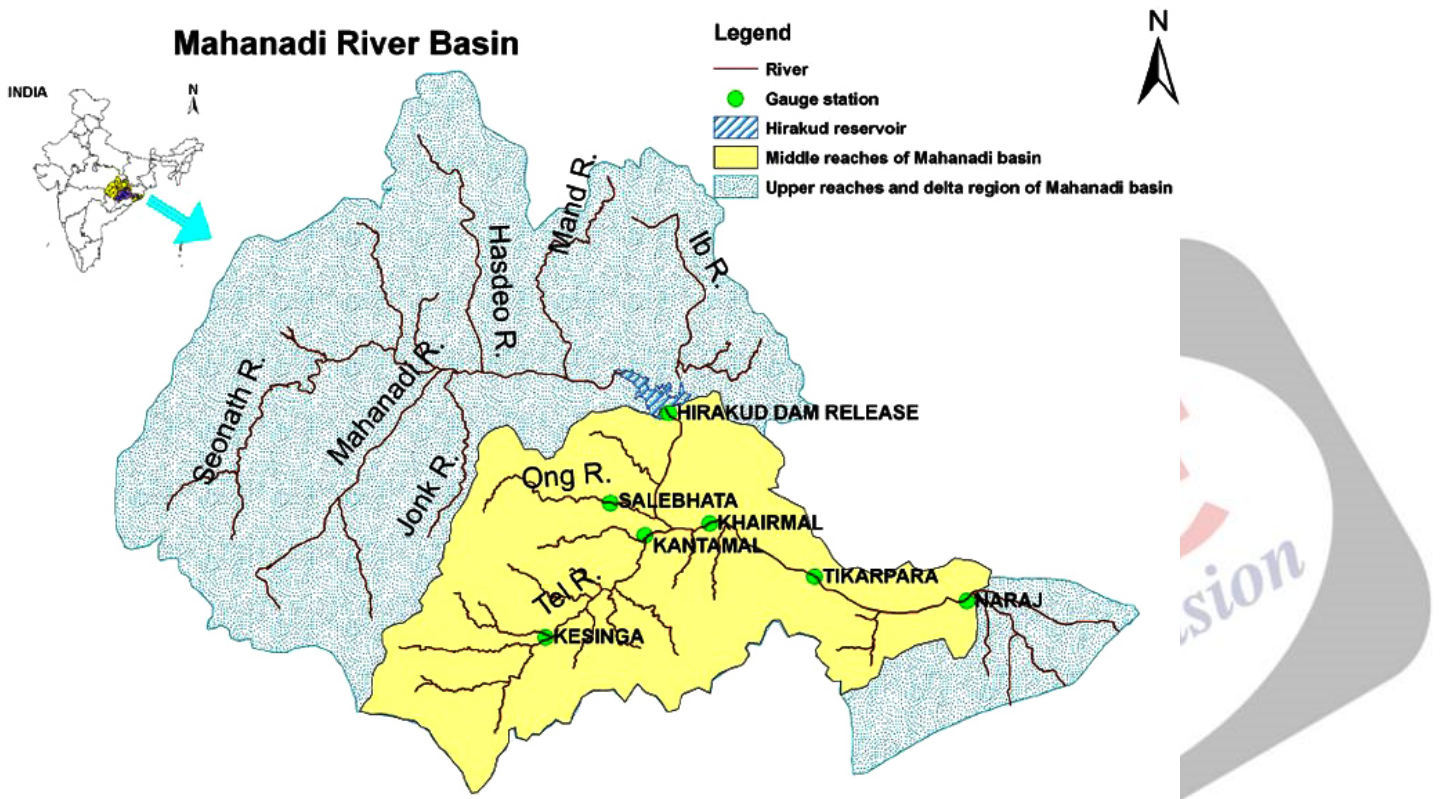 Mahanadi River Basin
INDIA
N
N
Legend
River
Gauge station
Hirakud reservoir
Middle reaches of Mahanadi basin
Upper reaches and delta region of Mahanadi basin
Mand R.
Hasdeo R.
Ib R.
Seonath R.
Mahanadi R.
Jonk R.
HIRAKUD DAM RELEASE
Ong R.
SALEBHATA
KHAIRMAL
KANTAMAL
Tel R.
TIKARPARA
NARAJ
KESINGA